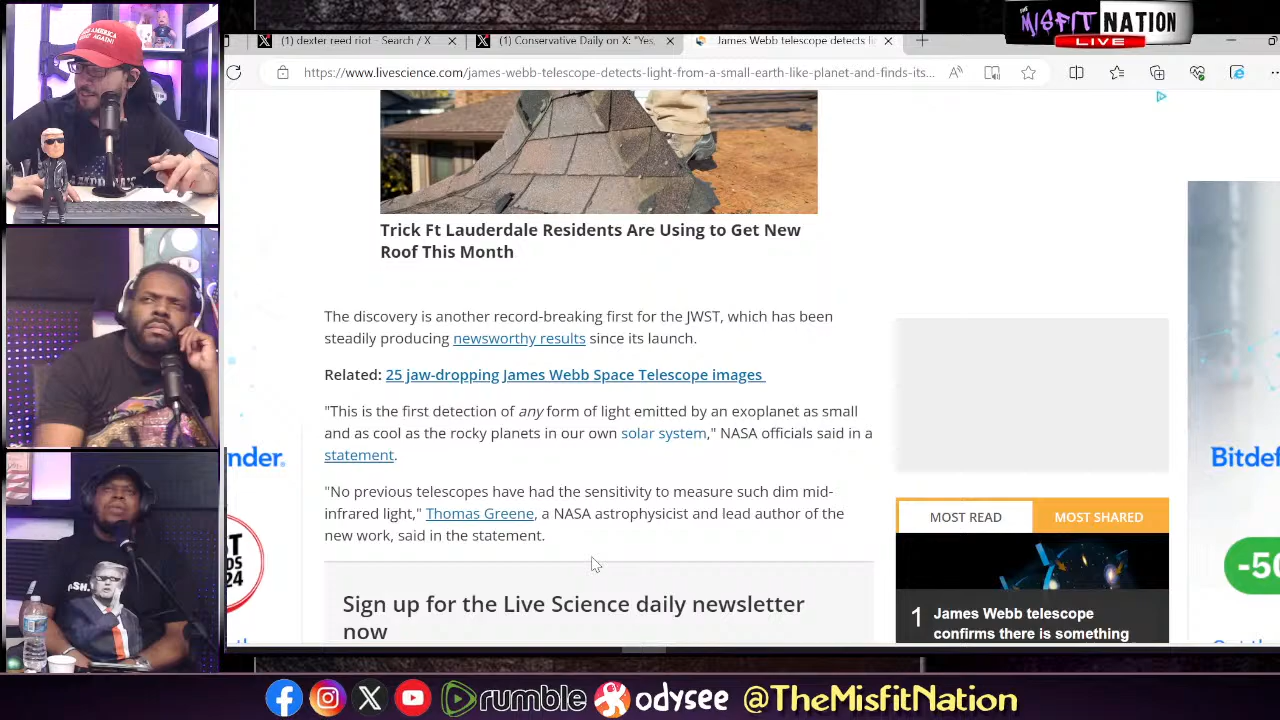 THE
MISFIT NATION
LIVE
(1) dexter reed riot - Search / X
(1) Conservative Daily on X: "Yes,
James Webb telescope detects li
https://www.livescience.com/james-webb-telescope-detects-light-from-a-small-earth-like-planet-and-finds-its...
Trick Ft Lauderdale Residents Are Using to Get New
Roof This Month
The discovery is another record-breaking first for the JWST, which has been
steadily producing newsworthy results since its launch.
Related: 25 jaw-dropping James Webb Space Telescope images
"This is the first detection of any form of light emitted by an exoplanet as small
and as cool as the rocky planets in our own solar system," NASA officials said in a
statement.
"No previous telescopes have had the sensitivity to measure such dim mid-
infrared light," Thomas Greene, a NASA astrophysicist and lead author of the
new work, said in the statement.
Sign up for the Live Science daily newsletter
now
MOST READ
MOST SHARED
1 James Webb telescope
confirms there is something
nder.
Bitdef
-50
24
rumble
odysee
@TheMisfitNation